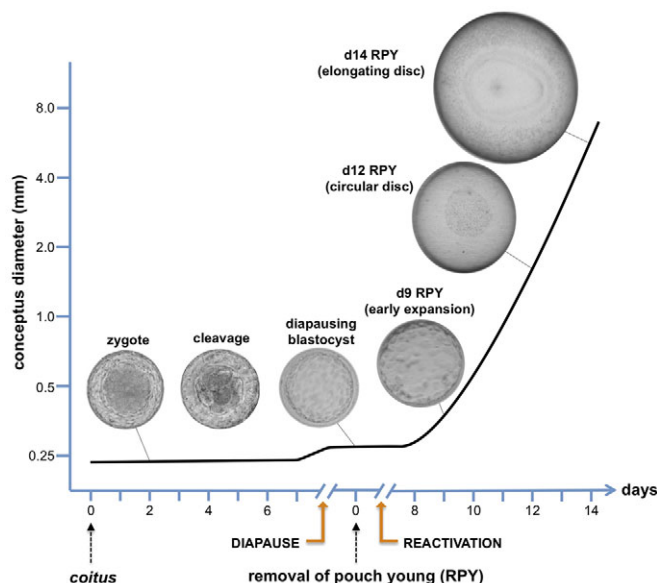 d14 RPY
(elongating disc)
8.0
d12 RPY
(circular disc)
4.0
conceptus diameter (mm)
2.0
d9 RPY
(early expansion)
diapausing
blastocyst
1.0
zygote
cleavage
0.5
0.25
0 2 4 6 0 8 10 12 14 days
DIAPAUSE REACTIVATION
coitus removal of pouch young (RPY)